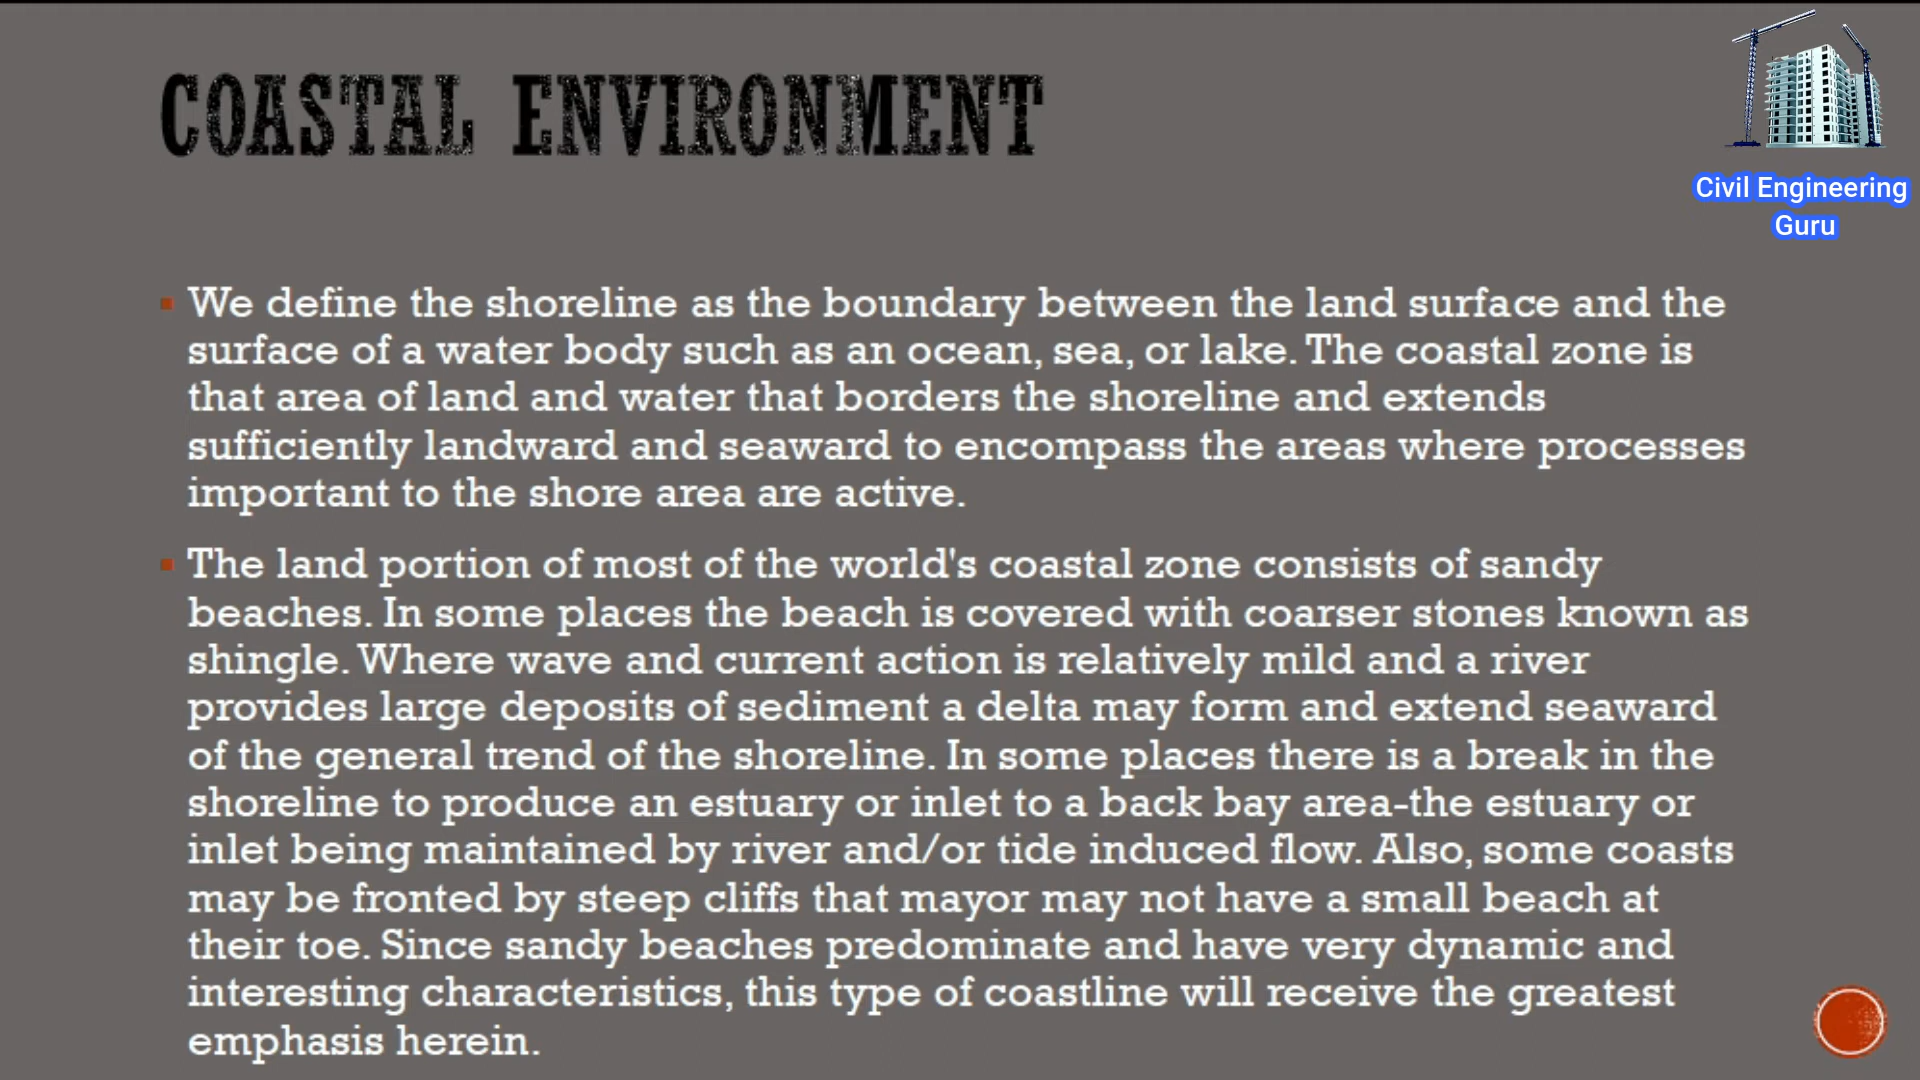 COASTAL ENVIRONMENT
Civil Engineering
Guru
We define the shoreline as the boundary between the land surface and the
surface of a water body such as an ocean, sea, or lake. The coastal zone is
that area of land and water that borders the shoreline and extends
sufficiently landward and seaward to encompass the areas where processes
important to the shore area are active.
The land portion of most of the world's coastal zone consists of sandy
beaches. In some places the beach is covered with coarser stones known as
shingle. Where wave and current action is relatively mild and a river
provides large deposits of sediment a delta may form and extend seaward
of the general trend of the shoreline. In some places there is a break in the
shoreline to produce an estuary or inlet to a back bay area-the estuary or
inlet being maintained by river and/or tide induced flow. Also, some coasts
may be fronted by steep cliffs that mayor may not have a small beach at
their toe. Since sandy beaches predominate and have very dynamic and
interesting characteristics, this type of coastline will receive the greatest
emphasis herein.